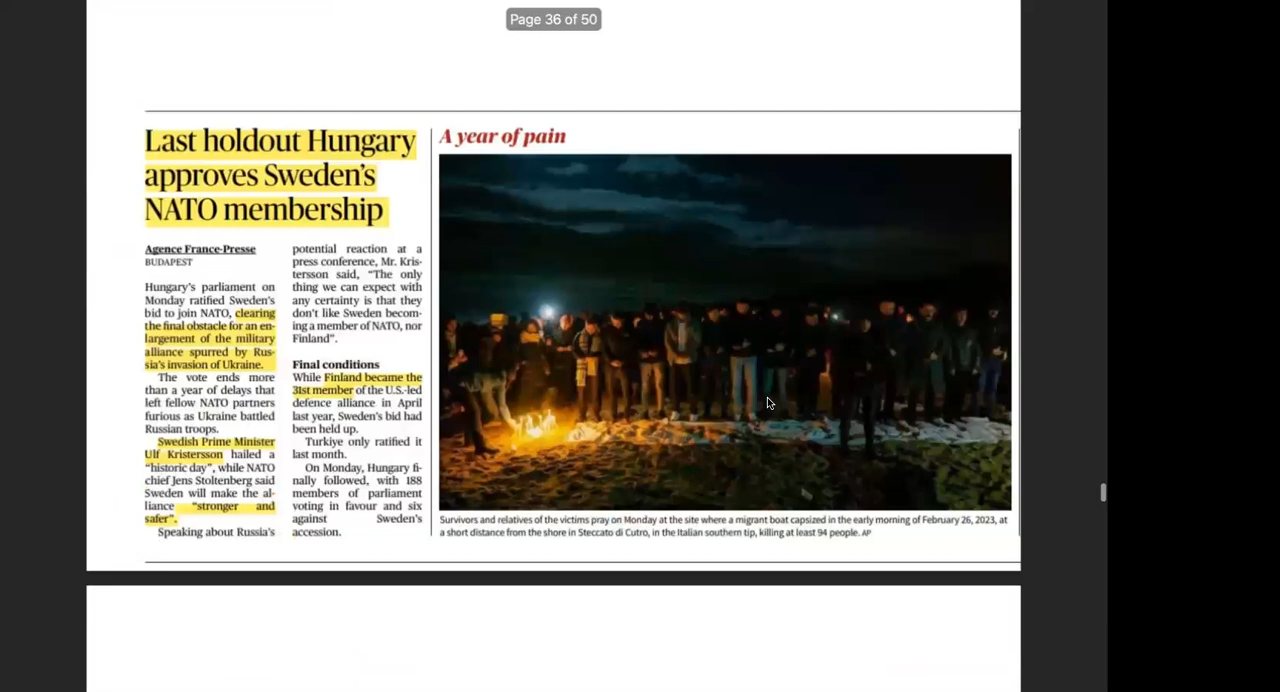 Page 36 of 50
Last holdout Hungary
approves Sweden's
NATO membership
Agence France-Presse
BUDAPEST
Hungary's parliament on
Monday ratified Sweden's
bid to join NATO, clearing
the final obstacle for an en-
largement of the military
alliance spurred by Rus-
sia's invasion of Ukraine.
The vote ends more
than a year of delays that
left fellow NATO partners
furious as Ukraine battled
Russian troops.
Swedish Prime Minister
Ulf Kristersson hailed a
“historic day”, while NATO
chief Jens Stoltenberg said
Sweden will make the al-
liance “stronger and
safer”.
Speaking about Russia's
potential reaction at a
press conference, Mr. Kris-
tersson said, “The only
thing we can expect with
any certainty is that they
don't like Sweden becom-
ing a member of NATO, nor
Finland”.
Final conditions
While Finland became the
31st member of the U.S.-led
defence alliance in April
last year, Sweden's bid had
been held up.
Turkiye only ratified it
last month.
On Monday, Hungary fi-
nally followed, with 188
members of parliament
voting in favour and six
against Sweden's
accession.
A year of pain
Survivors and relatives of the victims pray on Monday at the site where a migrant boat capsized in the early morning of February 26, 2023, at
a short distance from the shore in Steccato di Cutro, in the Italian southern tip, killing at least 94 people. AP